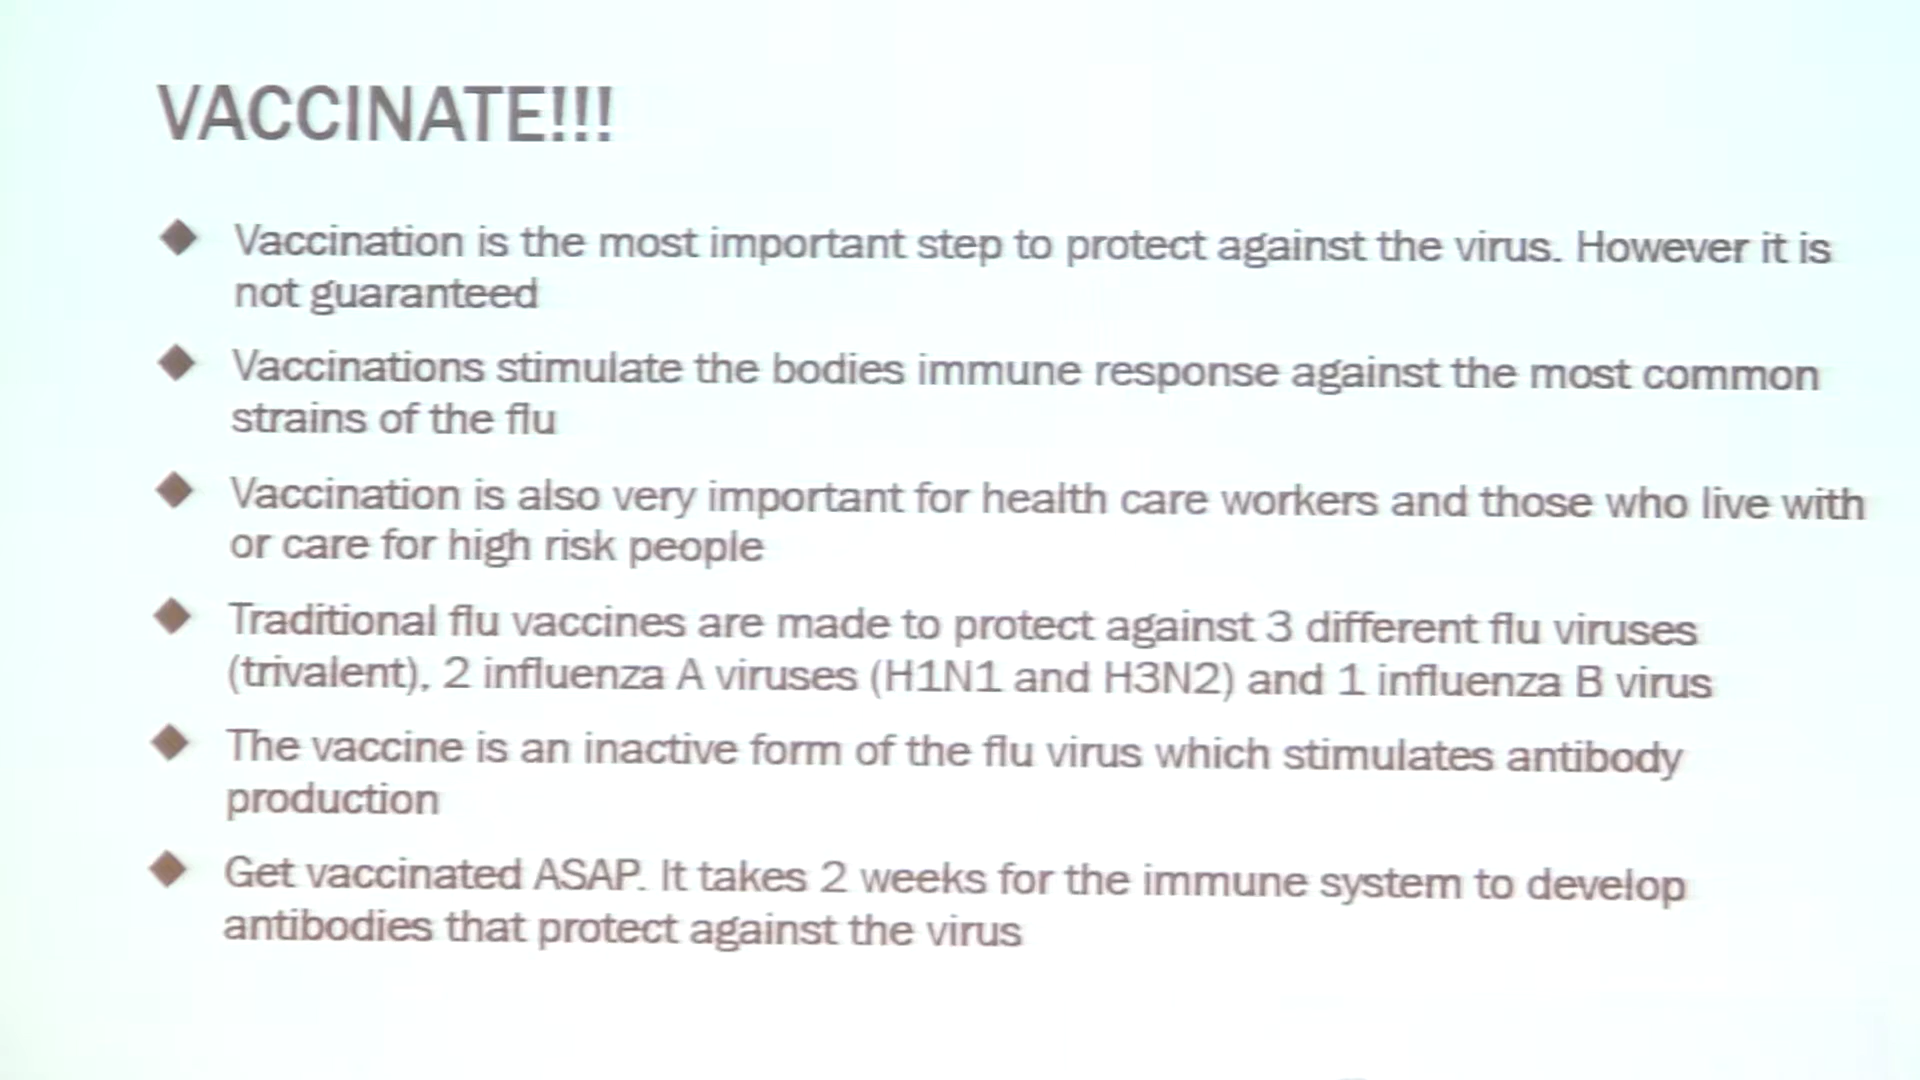 VACCINATE!!!
Vaccination is the most important step to protect against the virus. However it is
not guaranteed
Vaccinations stimulate the bodies immune response against the most common
strains of the flu
Vaccination is also very important for health care workers and those who live with
or care for high risk people
Traditional flu vaccines are made to protect against 3 different flu viruses
(trivalent), 2 influenza A viruses (H1N1 and H3N2) and 1 influenza B virus
The vaccine is an inactive form of the flu virus which stimulates antibody
production
Get vaccinated ASAP. It takes 2 weeks for the immune system to develop
antibodies that protect against the virus